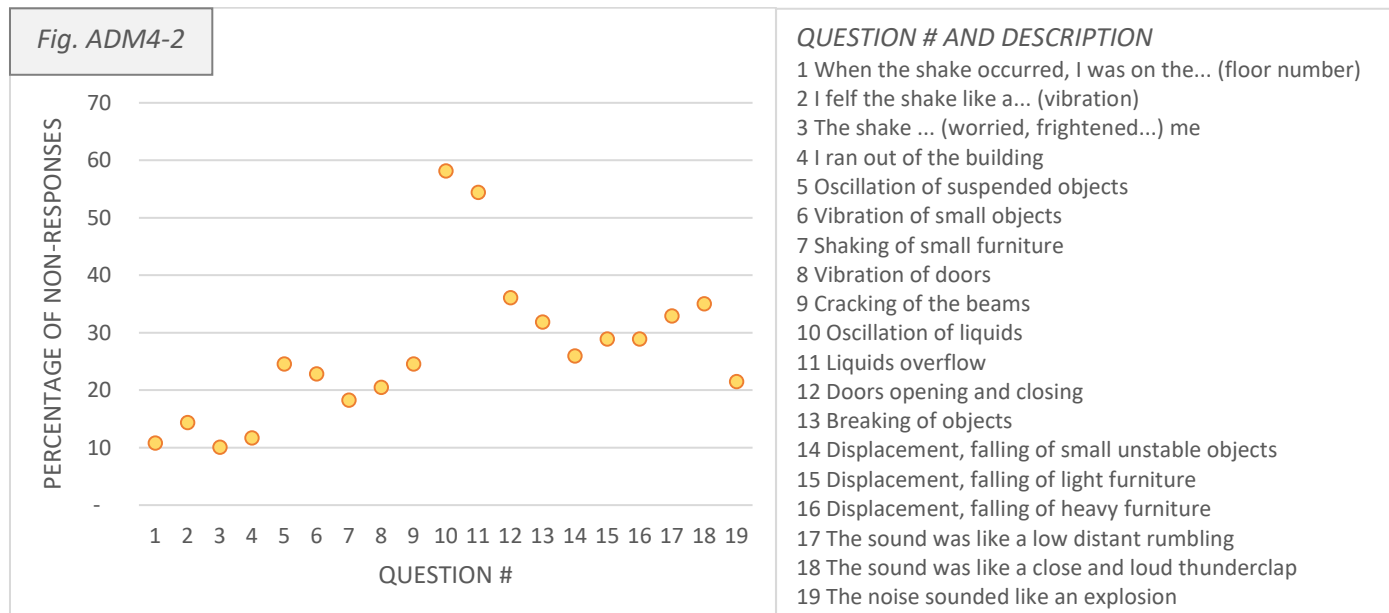 Fig. ADM4-2
PERCENTAGE OF NON-RESPONSES
70
60
50
40
30
20
10
-
1 2 3 4 5 6 7 8 9 10 11 12 13 14 15 16 17 18 19
QUESTION #
QUESTION # AND DESCRIPTION
1 When the shake occurred, I was on the... (floor number)
2 I felf the shake like a... (vibration)
3 The shake ... (worried, frightened...) me
4 I ran out of the building
5 Oscillation of suspended objects
6 Vibration of small objects
7 Shaking of small furniture
8 Vibration of doors
9 Cracking of the beams
10 Oscillation of liquids
11 Liquids overflow
12 Doors opening and closing
13 Breaking of objects
14 Displacement, falling of small unstable objects
15 Displacement, falling of light furniture
16 Displacement, falling of heavy furniture
17 The sound was like a low distant rumbling
18 The sound was like a close and loud thunderclap
19 The noise sounded like an explosion